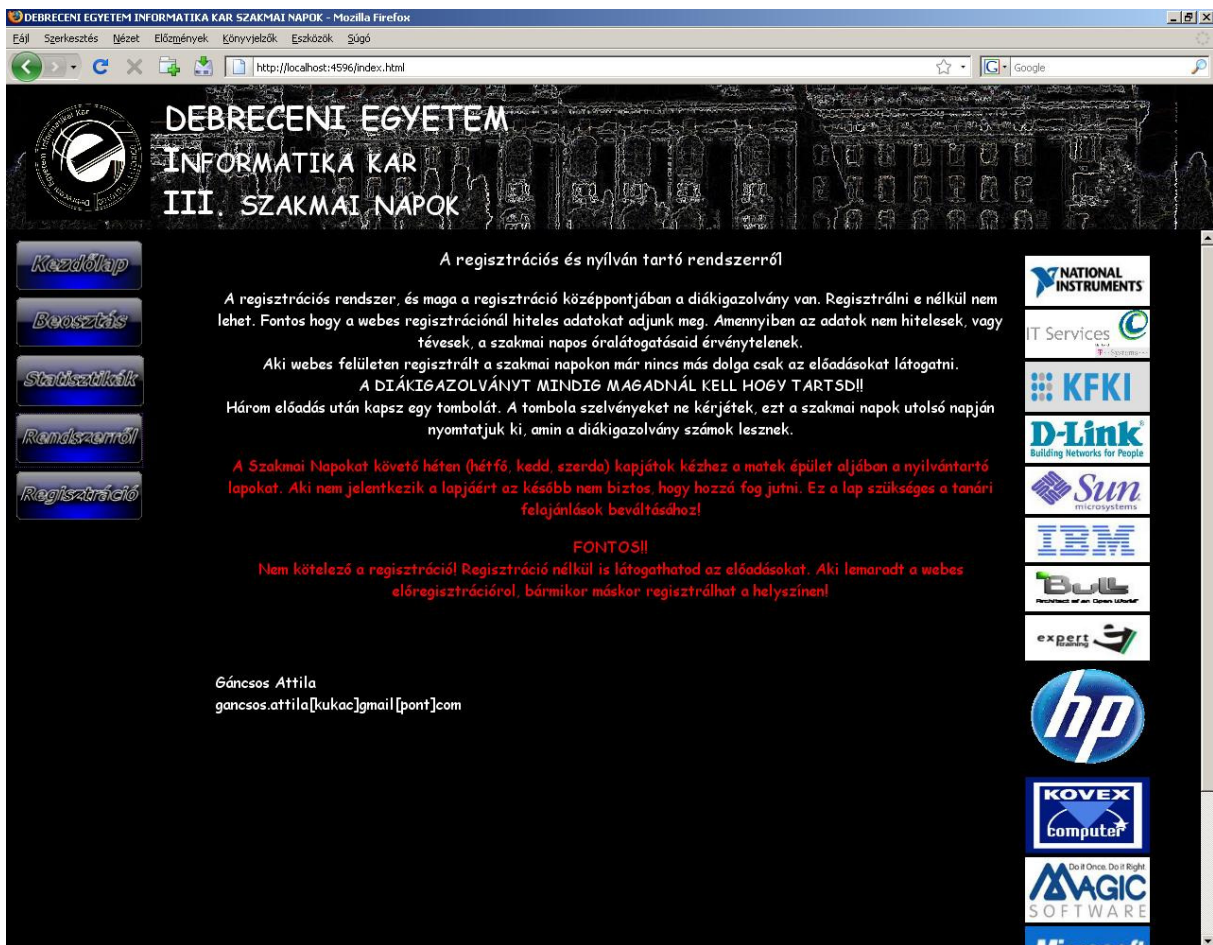 DEBRECENI EGYETEM INFORMATIKA KAR SZAKMAI NAPOK - Mozilla Firefox
Fájl Szerkesztés Nézet Előzmények Könyvjelzők Eszközök Súgó
http://localhost:4596/index.html
Google
DEBRECENI EGYETEM
INFORMATIKA KAR
III. SZAKMAI NAPOK
Kezdőlap
Beosztás
Statisztikák
Rendszerről
Regisztráció
A regisztrációs és nyílván tartó rendszerről
A regisztrációs rendszer, és maga a regisztráció középpontjában a diákigazolvány van. Regisztrálni e nélkül nem
lehet. Fontos hogy a webes regisztrációnál hiteles adatokat adjunk meg. Amennyiben az adatok nem hitelesek, vagy
tévesek, a szakmai napos óralátogatásaid érvénytelenek.
Aki webes felületen regisztrált a szakmai napokon már nincs más dolga csak az előadásokat látogatni.
A DIÁKIGAZOLVÁNYT MINDIG MAGADNÁL KELL HOGY TARTSD!!
Három előadás után kapsz egy tombolát. A tombola szelvényeket ne kérjétek, ezt a szakmai napok utolsó napján
nyomtatjuk ki, amin a diákigazolvány számok lesznek.
A Szakmai Napokat követő héten (hétfő, kedd, szerda) kapjátok kézhez a matek épület aljában a nyilvántartó
lapokat. Aki nem jelentkezik a lapjáért az később nem biztos, hogy hozzá fog jutni. Ez a lap szükséges a tanári
felajánlások beváltásához!
FONTOS!!
Nem kötelező a regisztráció! Regisztráció nélkül is látogathatod az előadásokat. Aki lemaradt a webes
előregisztrációrol, bármikor máskor regisztrálhat a helyszínen!
Gáncsos Attila
gancsos.attila[kukac]gmail[pont]com
NATIONAL
INSTRUMENTS
IT Services
T-Systems
KFKI
D-Link
Building Networks for People
Sun
microsystems
IBM
Bull
Architect of an Open World
expert
training
hp
KOVEX
computer
Do it Once. Do it Right.
MAGIC
SOFTWARE
Microsoft